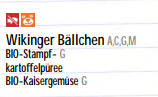 Wikinger Bällchen A,C,G,M
BIO-Stampf- G
kartoffelpüree
BIO-Kaisergemüse G